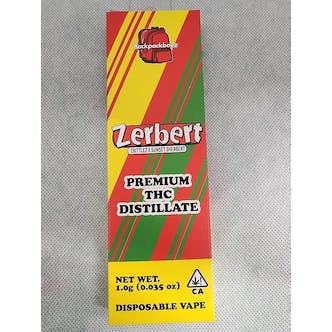 Backpackboyz
Zerbert
(ZKITTLEZ X SUNSET SHERBERT)
PREMIUM
THC
DISTILLATE
NET WET.
1.0g (0.035 oz)
CA
DISPOSABLE VAPE